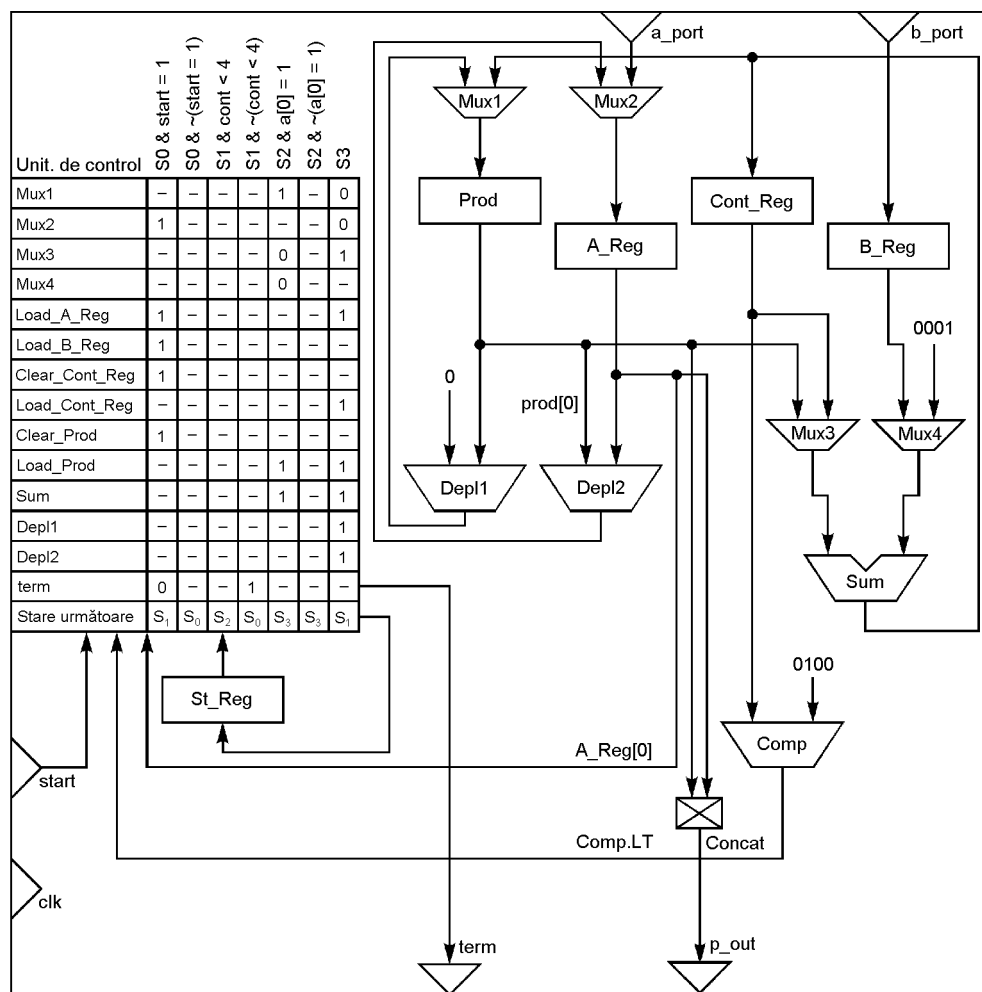 a_port
b_port
S0 & start = 1
S0 & ~(start = 1)
S1 & cont < 4
S1 & ~(cont < 4)
S2 & a[0] = 1
S2 & ~(a[0] = 1)
S3
Unit. de control
Mux1 – – – – 1 – 0
Mux2 1 – – – – – 0
Mux3 – – – – 0 – 1
Mux4 – – – – 0 – –
Load_A_Reg 1 – – – – – 1
Load_B_Reg 1 – – – – – –
Clear_Cont_Reg 1 – – – – – –
Load_Cont_Reg – – – – – – 1
Clear_Prod 1 – – – – – –
Load_Prod – – – – 1 – 1
Sum – – – – 1 – 1
Depl1 – – – – – – 1
Depl2 – – – – – – 1
term 0 – – 1 – – –
Stare următoare S1 S0 S2 S0 S3 S3 S1
Mux1
Mux2
Prod
Cont_Reg
A_Reg
B_Reg
0001
0
prod[0]
Mux3
Mux4
Depl1
Depl2
Sum
0100
St_Reg
Comp
A_Reg[0]
start
Comp.LT
Concat
clk
term
p_out